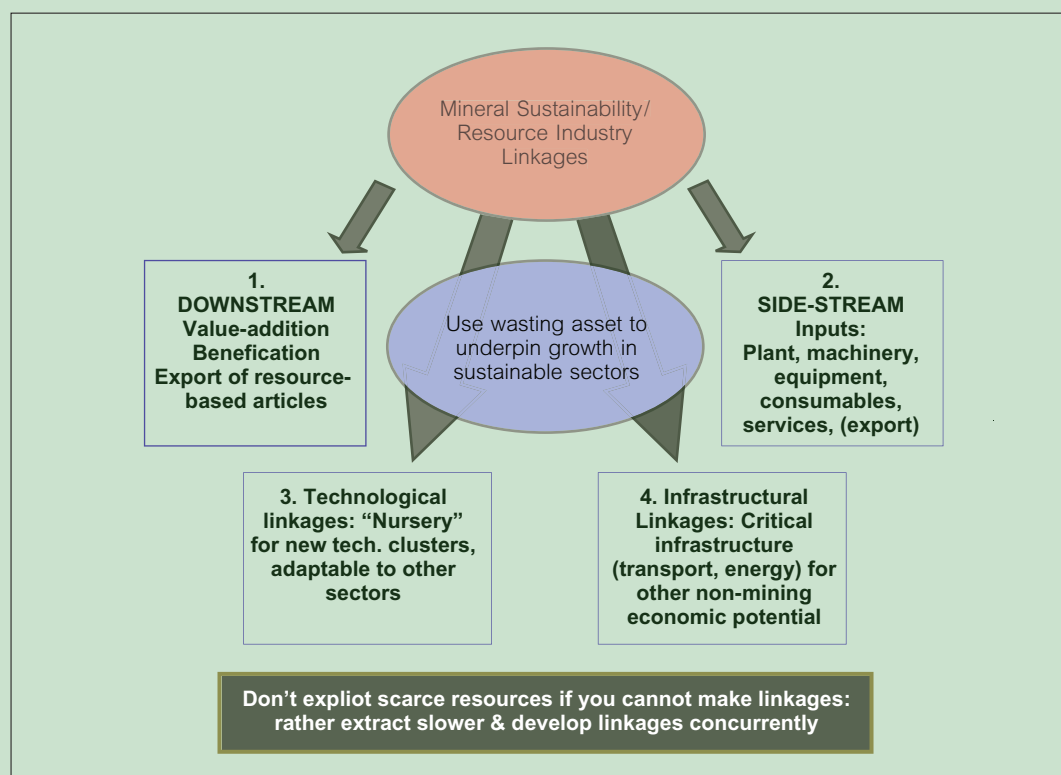 Mineral Sustainability/
Resource Industry
Linkages
Use wasting asset to
underpin growth in
sustainable sectors
1.
DOWNSTREAM
Value-addition
Benefication
Export of resource-
based articles
2.
SIDE-STREAM
Inputs:
Plant, machinery,
equipment,
consumables,
services, (export)
3. Technological
linkages: “Nursery”
for new tech. clusters,
adaptable to other
sectors
4. Infrastructural
Linkages: Critical
infrastructure
(transport, energy) for
other non-mining
economic potential
Don’t expliot scarce resources if you cannot make linkages:
rather extract slower & develop linkages concurrently